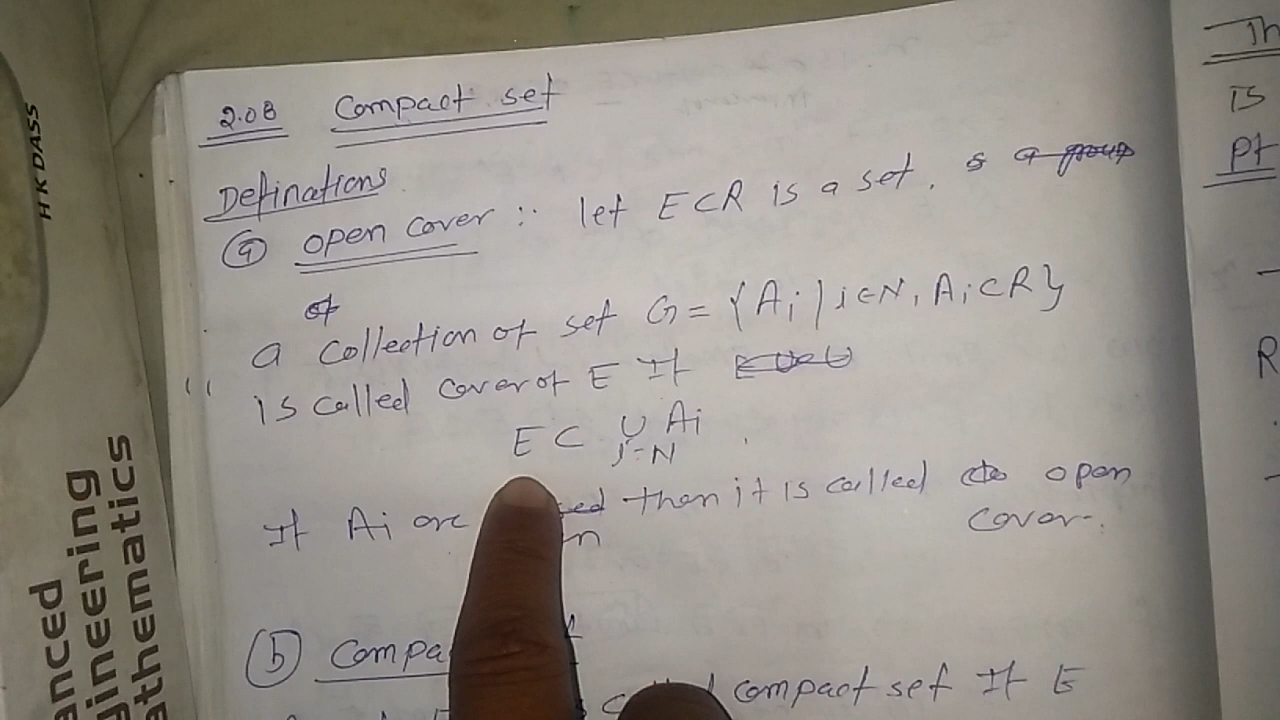 2.08 Compact set
Definations
(a) open cover :. let E⊂R is a set.
a collection of set G = {Ai | i∈N, Ai⊂R}
is called cover of E If
E ⊂ ∪ Ai
i=N
If Ai are then it is called open
cover.
(b) Compa
compact set If E
Th
is
Pt
R
H K DASS
anced
gineering
athematics